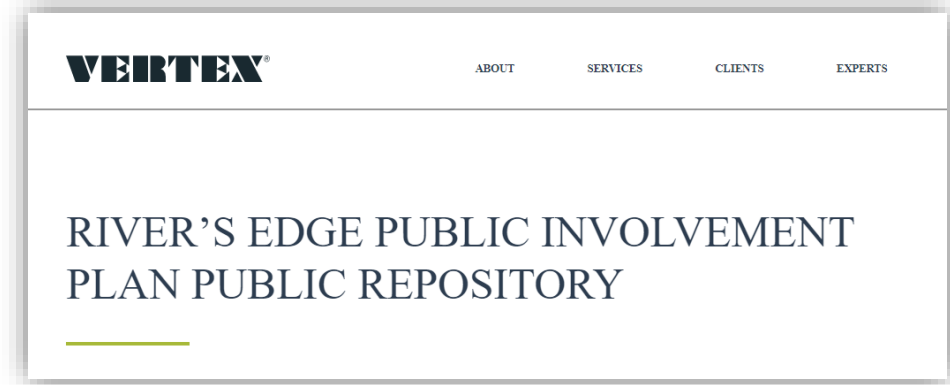 VERTEX®
ABOUT SERVICES CLIENTS EXPERTS
RIVER’S EDGE PUBLIC INVOLVEMENT
PLAN PUBLIC REPOSITORY